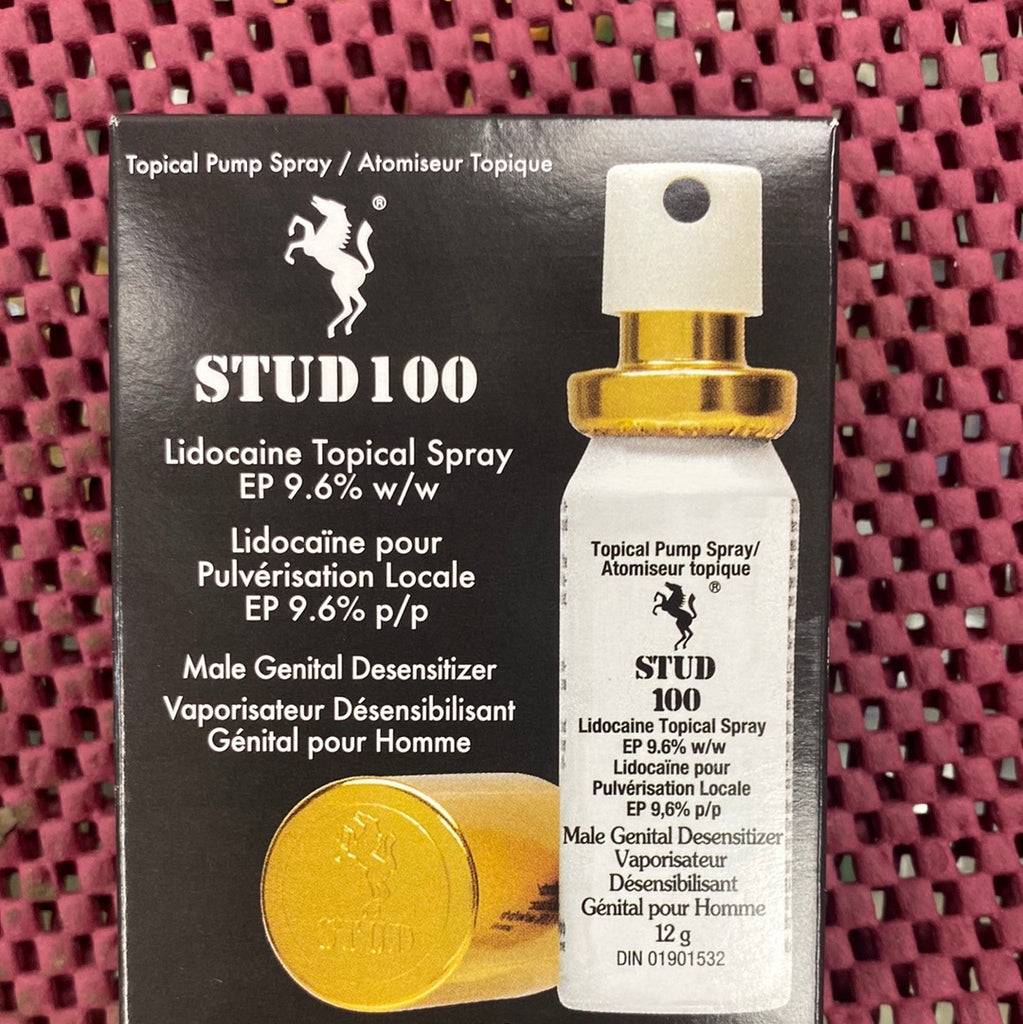 Topical Pump Spray / Atomiseur Topique
®
STUD 100
Lidocaine Topical Spray
EP 9.6% w/w
Lidocaïne pour
Pulvérisation Locale
EP 9.6% p/p
Male Genital Desensitizer
Vaporisateur Désensibilisant
Génital pour Homme
Topical Pump Spray/
Atomiseur topique
®
STUD
100
Lidocaine Topical Spray
EP 9.6% w/w
Lidocaïne pour
Pulvérisation Locale
EP 9,6% p/p
Male Genital Desensitizer
Vaporisateur
Désensibilisant
Génital pour Homme
12 g
DIN 01901532
STUD